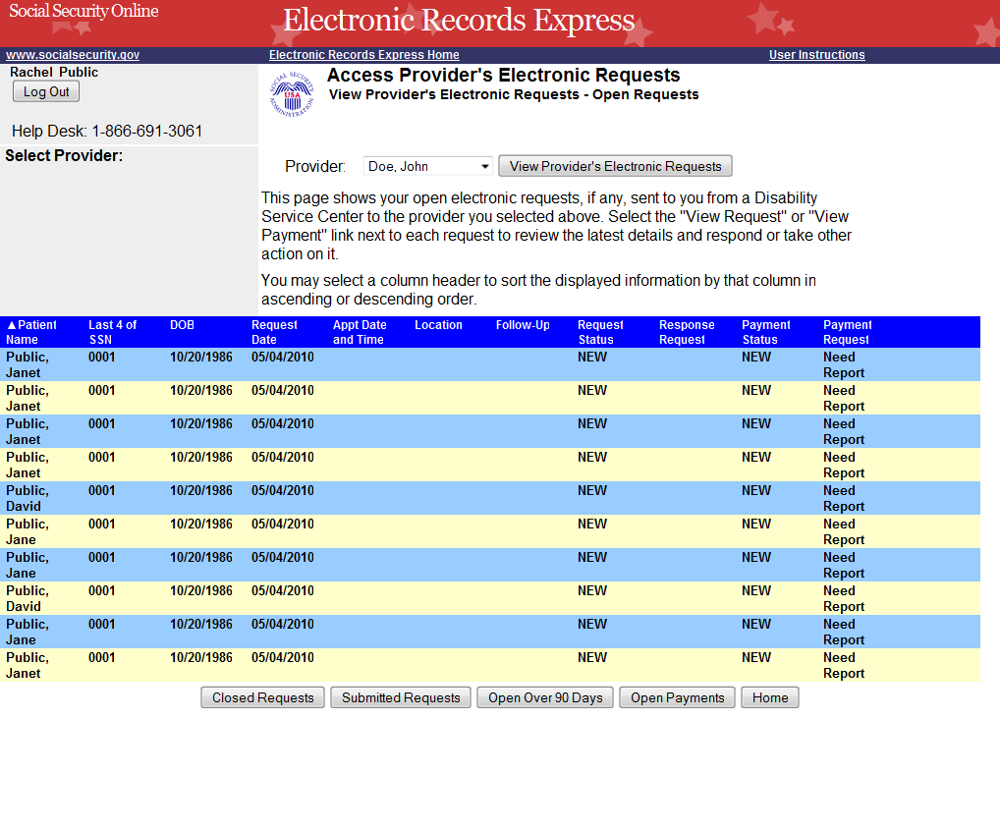 Social Security Online
Electronic Records Express
www.socialsecurity.gov Electronic Records Express Home User Instructions
Rachel Public
Log Out
Help Desk: 1-866-691-3061
Select Provider:
SOCIAL SECURITY ADMINISTRATION
USA
Access Provider's Electronic Requests
View Provider's Electronic Requests - Open Requests
Provider: Doe, John View Provider's Electronic Requests
This page shows your open electronic requests, if any, sent to you from a Disability
Service Center to the provider you selected above. Select the "View Request" or "View
Payment" link next to each request to review the latest details and respond or take other
action on it.
You may select a column header to sort the displayed information by that column in
ascending or descending order.
▲Patient Last 4 of DOB Request Appt Date Location Follow-Up Request Response Payment Payment
Name SSN Date and Time Status Request Status Request
Public, 0001 10/20/1986 05/04/2010 NEW NEW Need
Janet Report
Public, 0001 10/20/1986 05/04/2010 NEW NEW Need
Janet Report
Public, 0001 10/20/1986 05/04/2010 NEW NEW Need
Janet Report
Public, 0001 10/20/1986 05/04/2010 NEW NEW Need
Janet Report
Public, 0001 10/20/1986 05/04/2010 NEW NEW Need
David Report
Public, 0001 10/20/1986 05/04/2010 NEW NEW Need
Jane Report
Public, 0001 10/20/1986 05/04/2010 NEW NEW Need
Jane Report
Public, 0001 10/20/1986 05/04/2010 NEW NEW Need
David Report
Public, 0001 10/20/1986 05/04/2010 NEW NEW Need
Jane Report
Public, 0001 10/20/1986 05/04/2010 NEW NEW Need
Janet Report
Closed Requests Submitted Requests Open Over 90 Days Open Payments Home